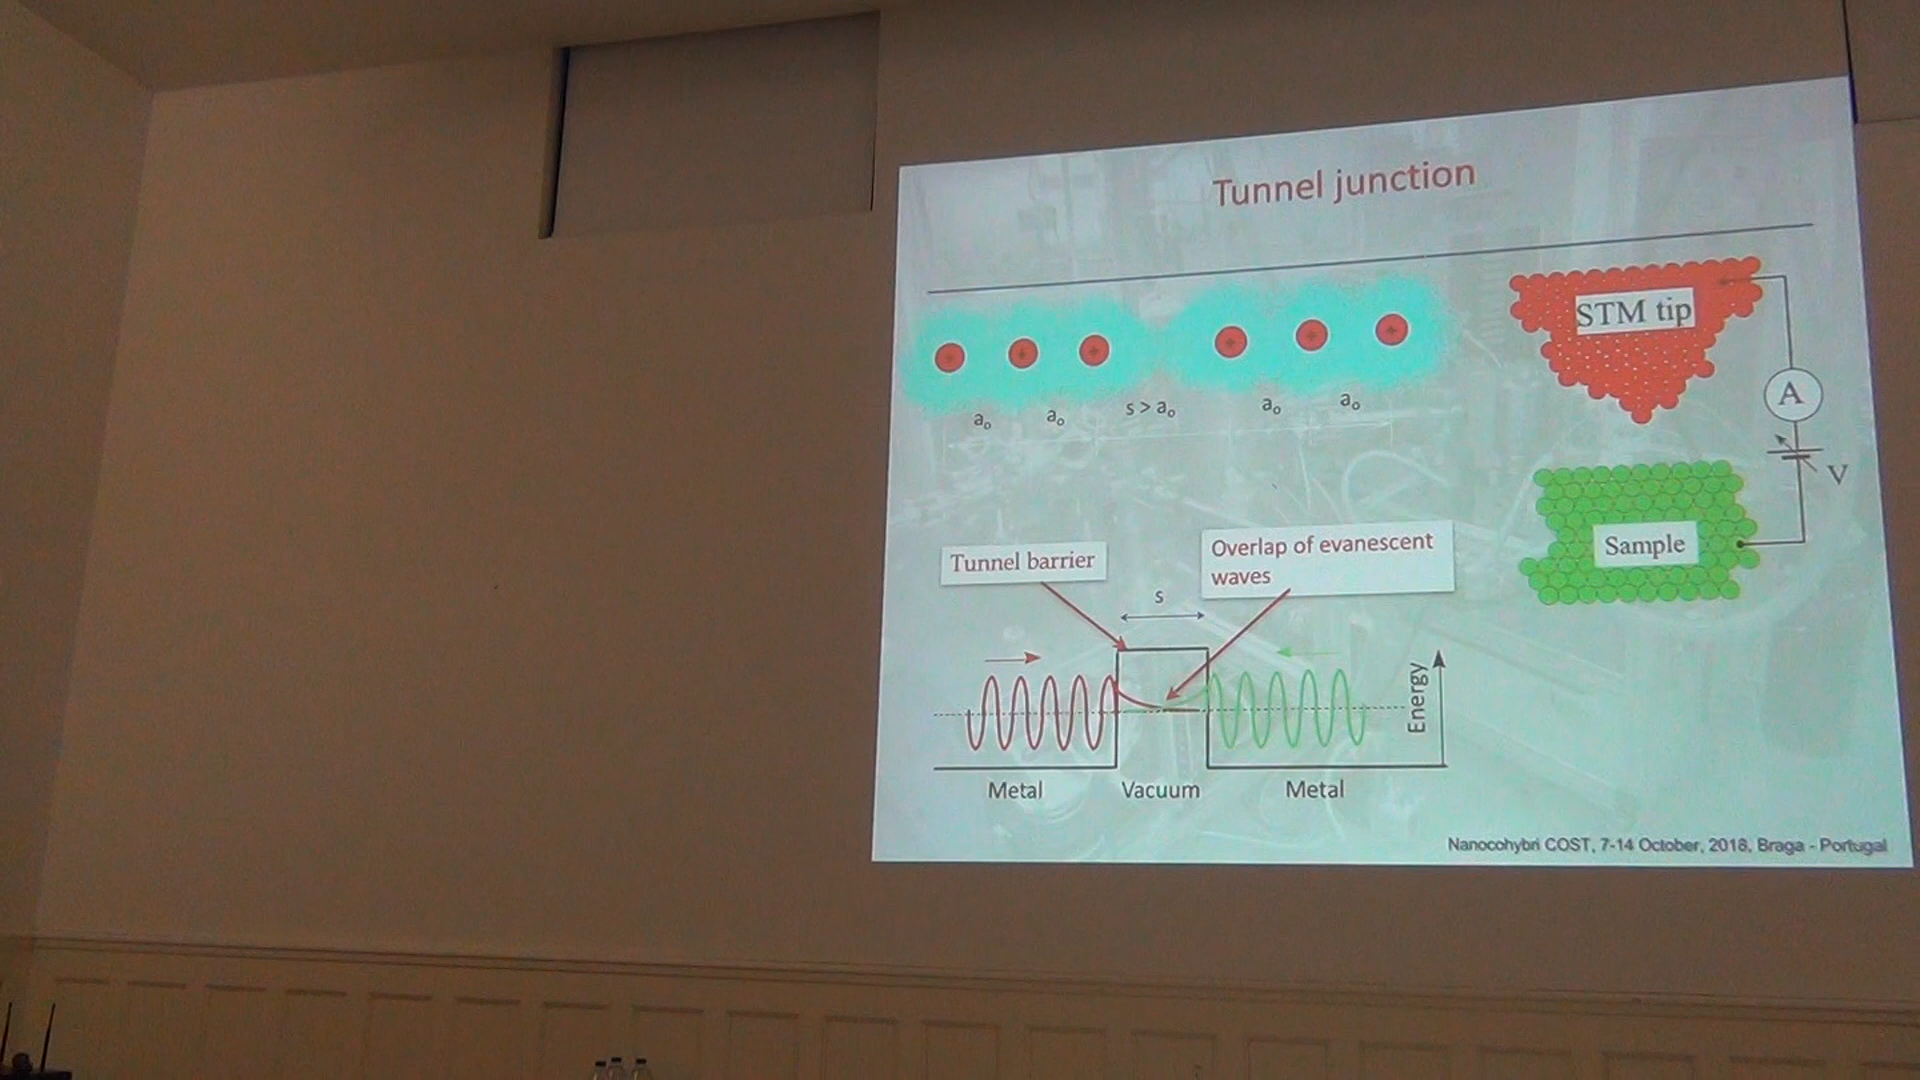 Tunnel junction
STM tip
+ + + + + +
a₀ a₀ s > a₀ a₀ a₀
A
V
Sample
Tunnel barrier
Overlap of evanescent
waves
s
Energy
Metal Vacuum Metal
Nanocohybri COST, 7-14 October, 2018, Braga - Portugal